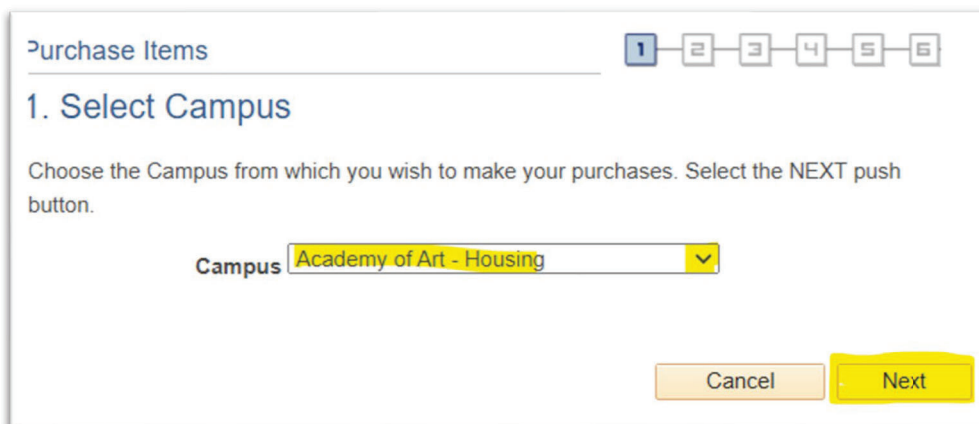 Purchase Items
1 2 3 4 5 6
1. Select Campus
Choose the Campus from which you wish to make your purchases. Select the NEXT push
button.
Campus Academy of Art - Housing
Cancel Next